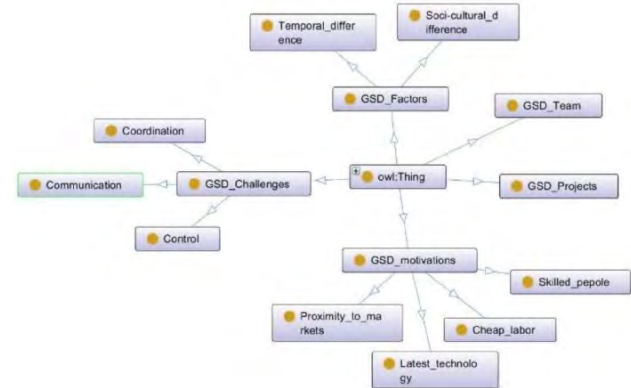 Temporal_differ
ence
Soci-cultural_d
ifference
GSD_Factors
GSD_Team
Coordination
owl:Thing
Communication
GSD_Challenges
GSD_Projects
Control
GSD_motivations
Skilled_pepole
Proximity_to_ma
rkets
Cheap_labor
Latest_technolo
gy